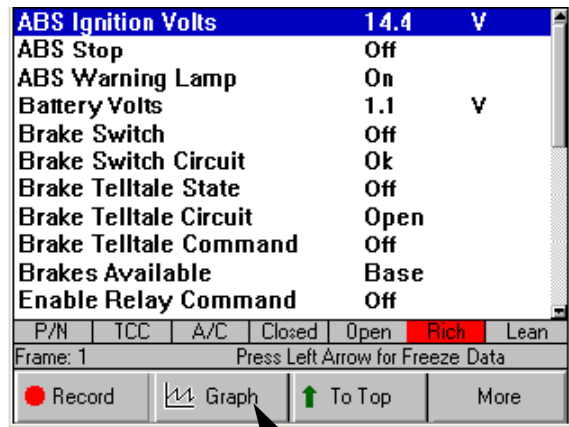 ABS Ignition Volts 14.4 V
ABS Stop Off
ABS Warning Lamp On
Battery Volts 1.1 V
Brake Switch Off
Brake Switch Circuit Ok
Brake Telltale State Off
Brake Telltale Circuit Open
Brake Telltale Command Off
Brakes Available Base
Enable Relay Command Off
P/N TCC A/C Closed Open Rich Lean
Frame: 1 Press Left Arrow for Freeze Data
Record Graph To Top More